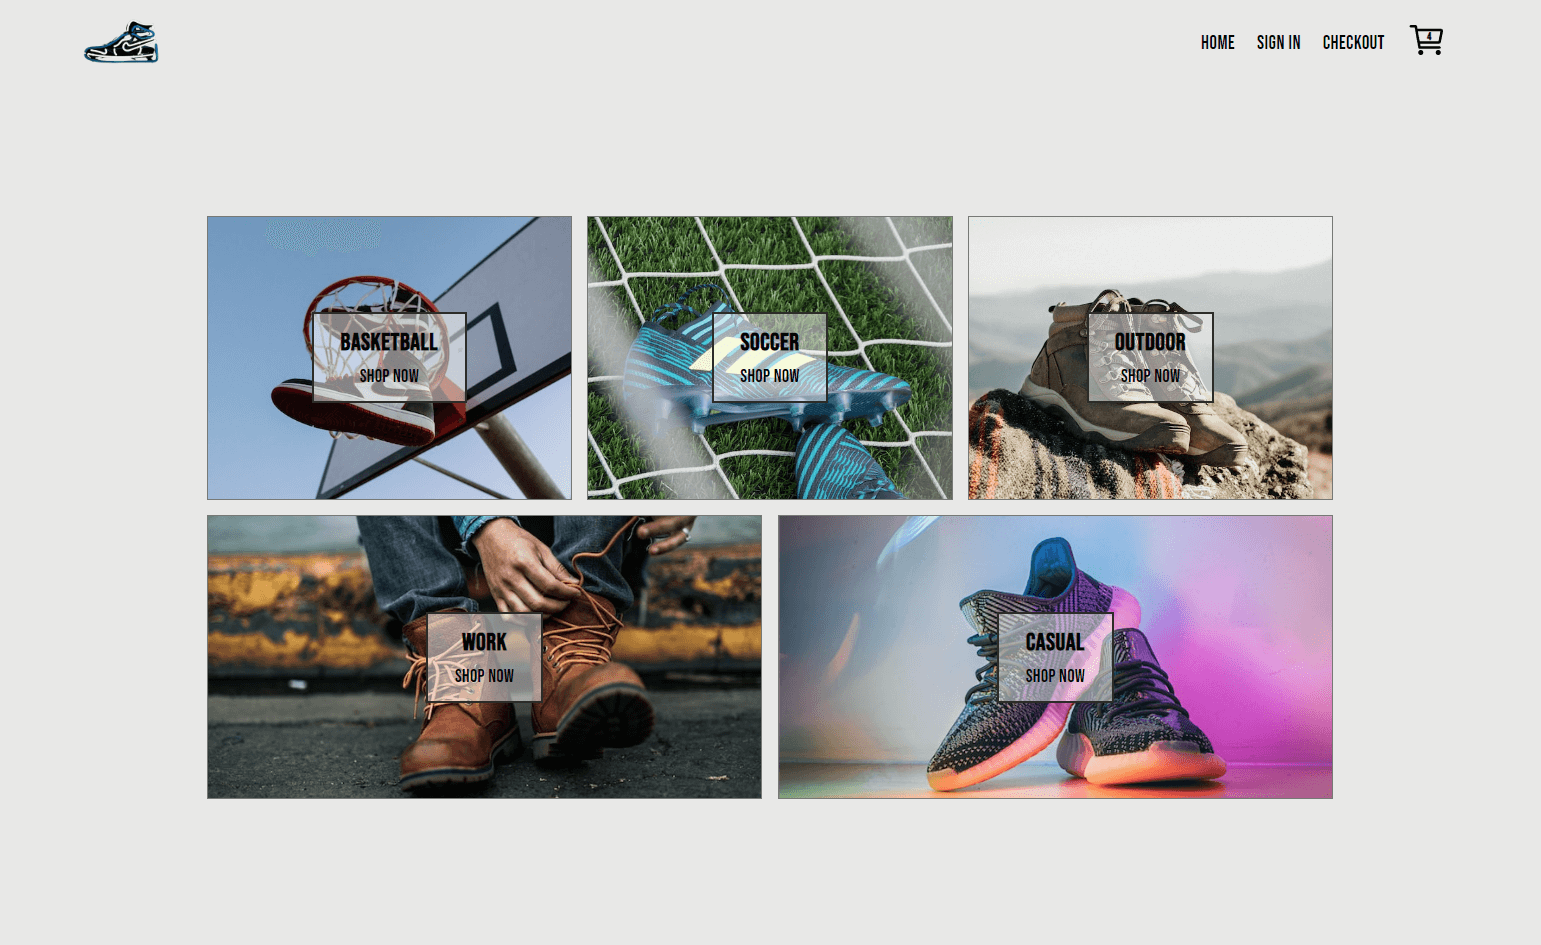 HOME
SIGN IN
CHECKOUT
4
BASKETBALL
SHOP NOW
SOCCER
SHOP NOW
OUTDOOR
SHOP NOW
WORK
SHOP NOW
CASUAL
SHOP NOW